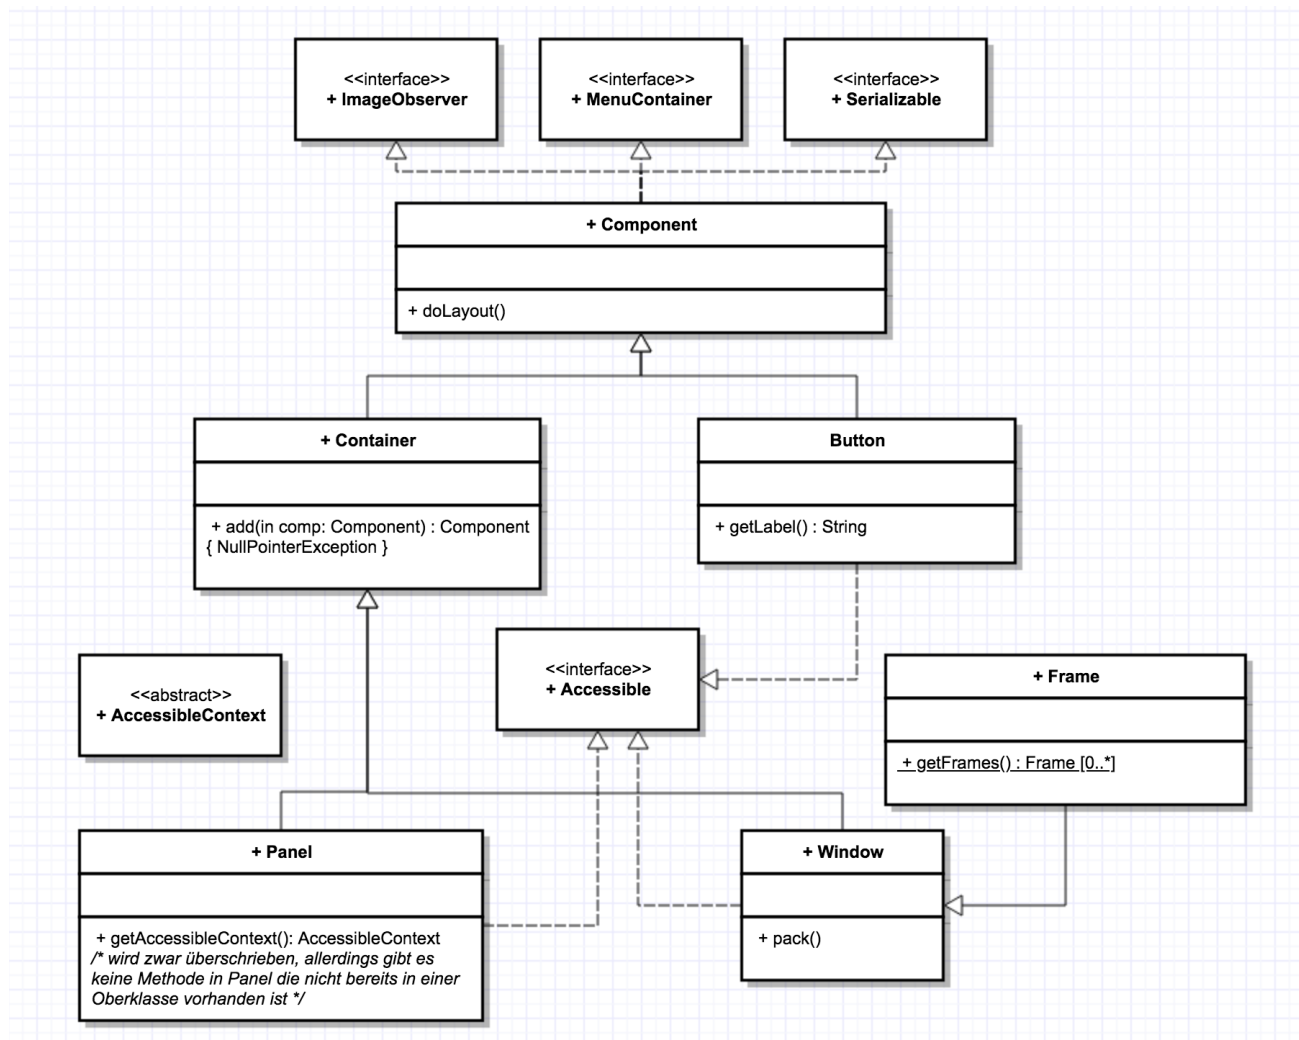 <<interface>>
+ ImageObserver
<<interface>>
+ MenuContainer
<<interface>>
+ Serializable
+ Component
+ doLayout()
+ Container
+ add(in comp: Component) : Component
{ NullPointerException }
Button
+ getLabel() : String
<<abstract>>
+ AccessibleContext
<<interface>>
+ Accessible
+ Frame
+ getFrames() : Frame [0..*]
+ Panel
+ getAccessibleContext(): AccessibleContext
/* wird zwar überschrieben, allerdings gibt es
keine Methode in Panel die nicht bereits in einer
Oberklasse vorhanden ist */
+ Window
+ pack()